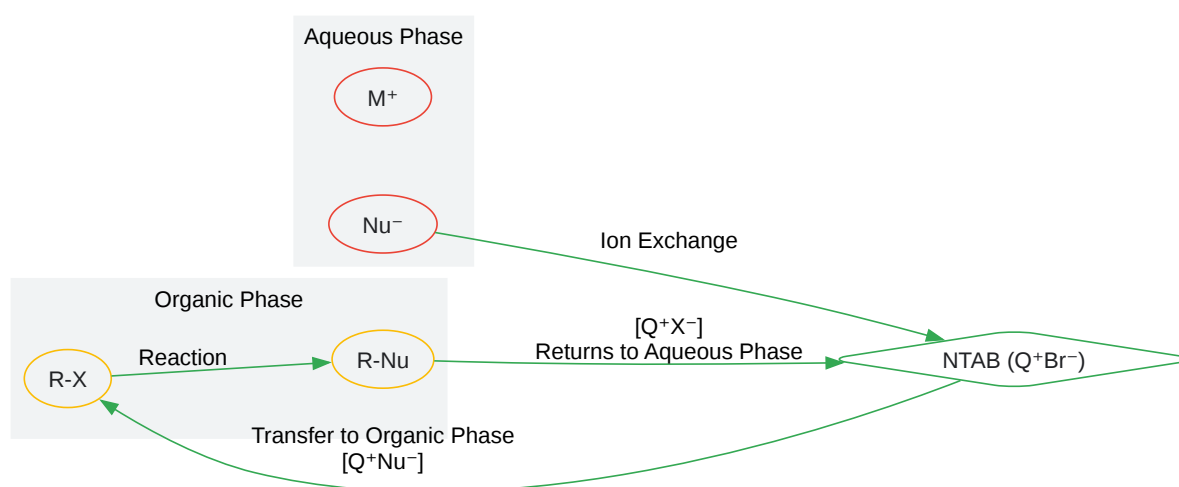 Aqueous Phase
M⁺
Nu⁻
Ion Exchange
Organic Phase
[Q⁺X⁻]
Returns to Aqueous Phase
Reaction
R-Nu
NTAB (Q⁺Br⁻)
R-X
Transfer to Organic Phase
[Q⁺Nu⁻]